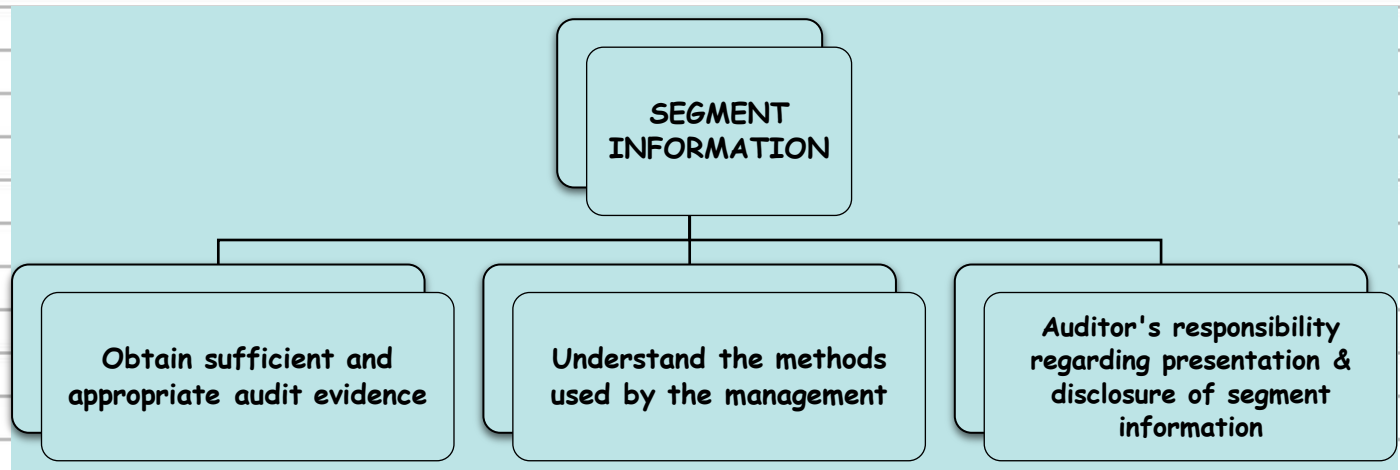 SEGMENT
INFORMATION
Obtain sufficient and
appropriate audit evidence
Understand the methods
used by the management
Auditor's responsibility
regarding presentation &
disclosure of segment
information